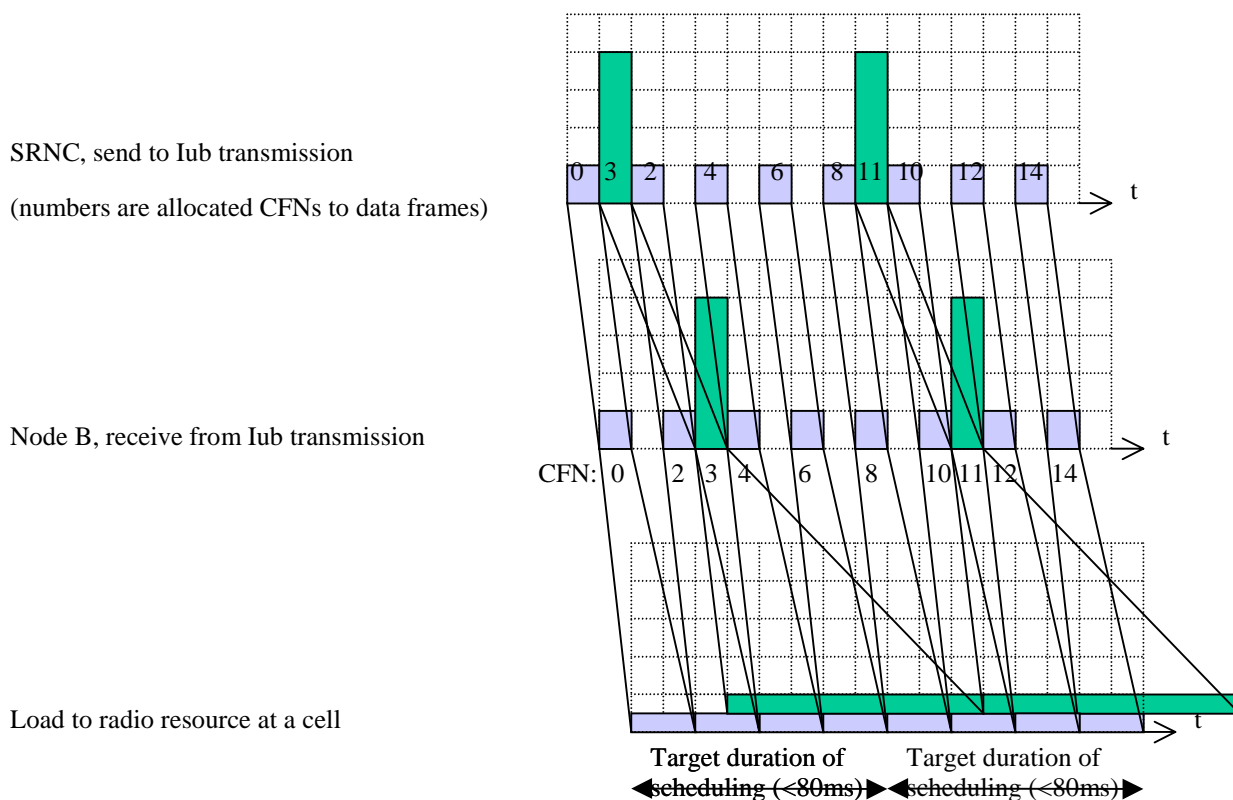 0 3 2 4 6 8 11 10 12 14
SRNC, send to Iub transmission
(numbers are allocated CFNs to data frames)
t
Node B, receive from Iub transmission
t
CFN: 0 2 3 4 6 8 10 11 12 14
Load to radio resource at a cell
t
Target duration of
scheduling (<80ms)
Target duration of
scheduling (<80ms)